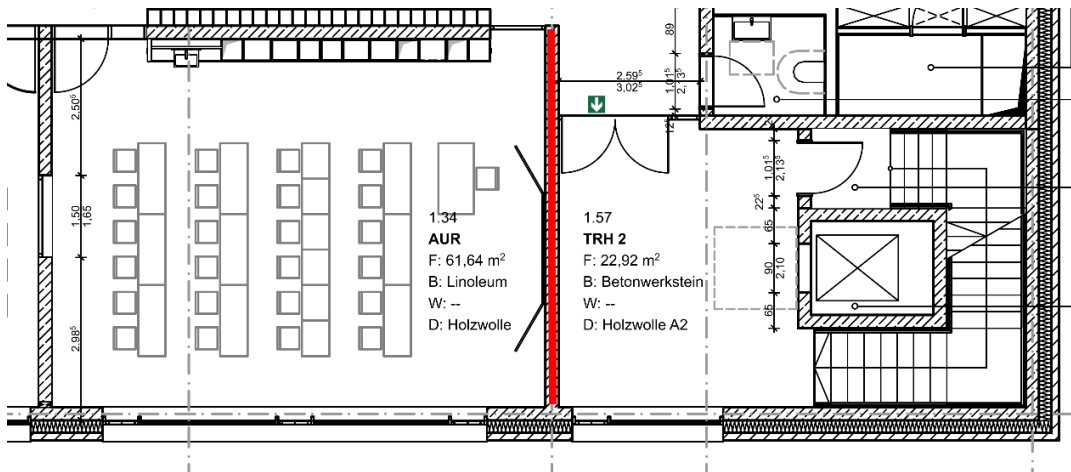 2.50⁵
1.50
1.65
2.98⁵
1.34
AUR
F: 61,64 m²
B: Linoleum
W: --
D: Holzwolle
2.59⁵
3.02⁵
1.57
TRH 2
F: 22,92 m²
B: Betonwerkstein
W: --
D: Holzwolle A2
89
1.01⁵
2.13⁵
12⁵
1.01⁵
2.13⁵
22⁵
65
90
2.10
65